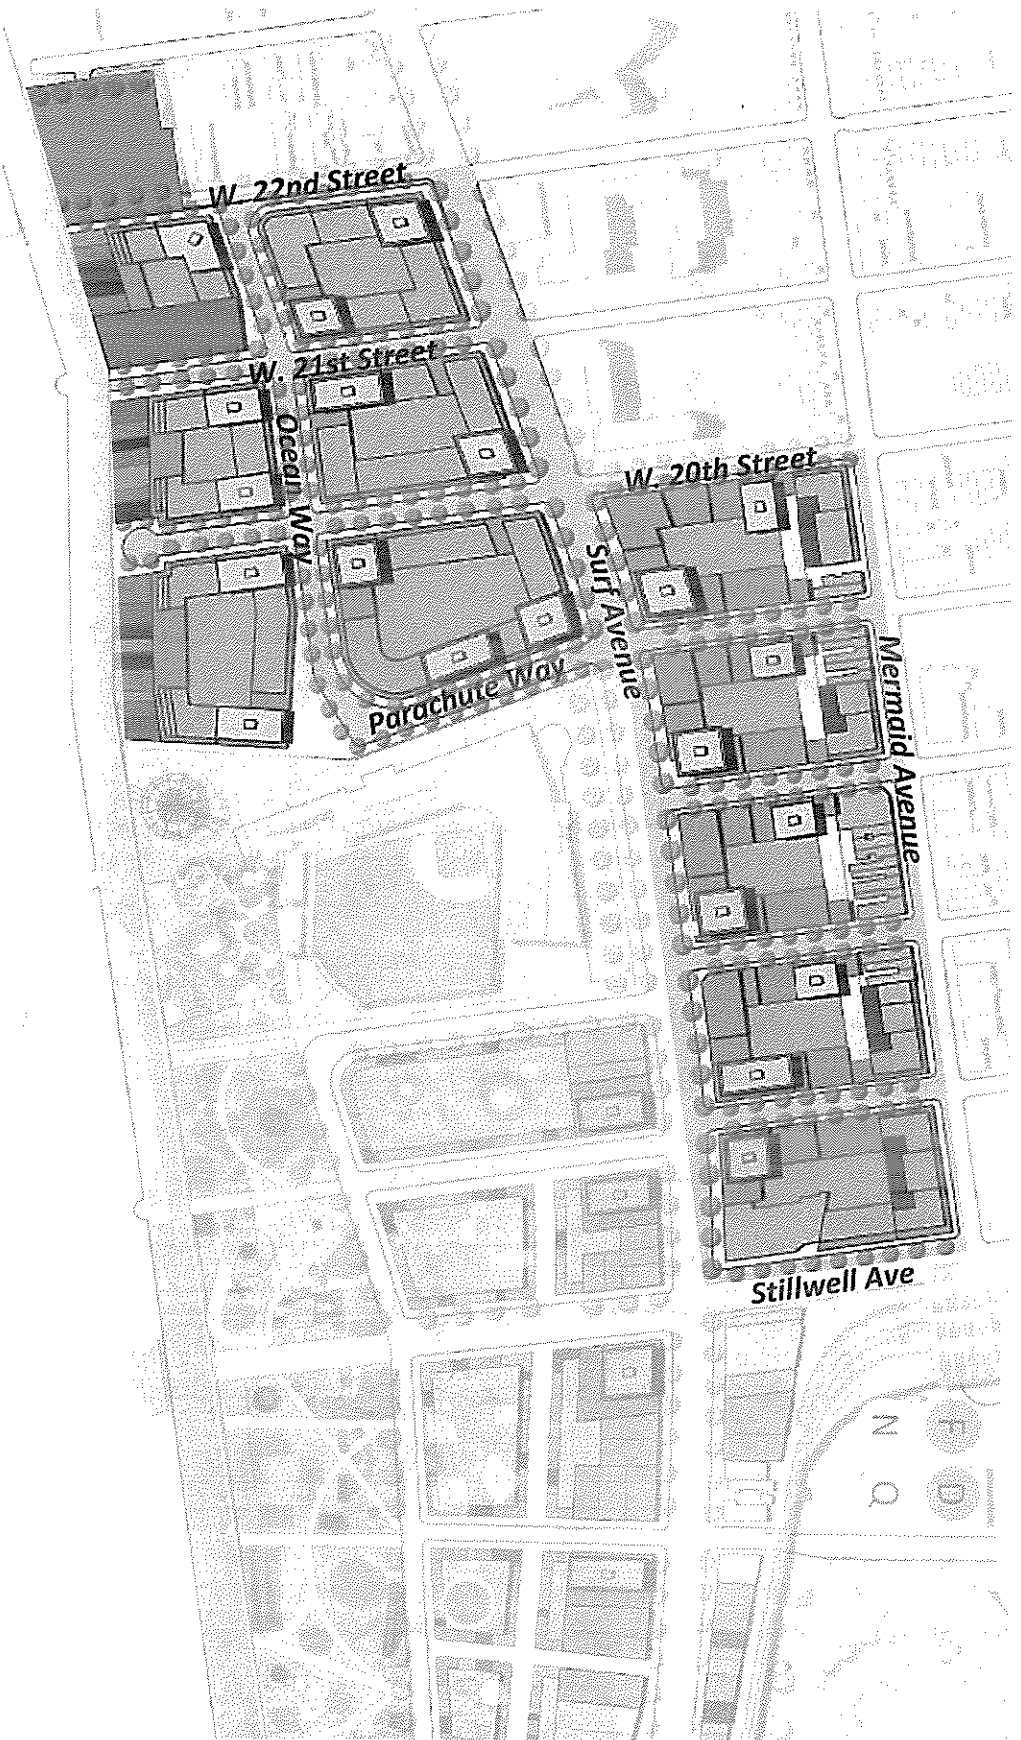 W. 22nd Street
W. 21st Street
Ocean Way
W. 20th Street
Surf Avenue
Parachute Way
Mermaid Avenue
Stillwell Ave
N F
Q D